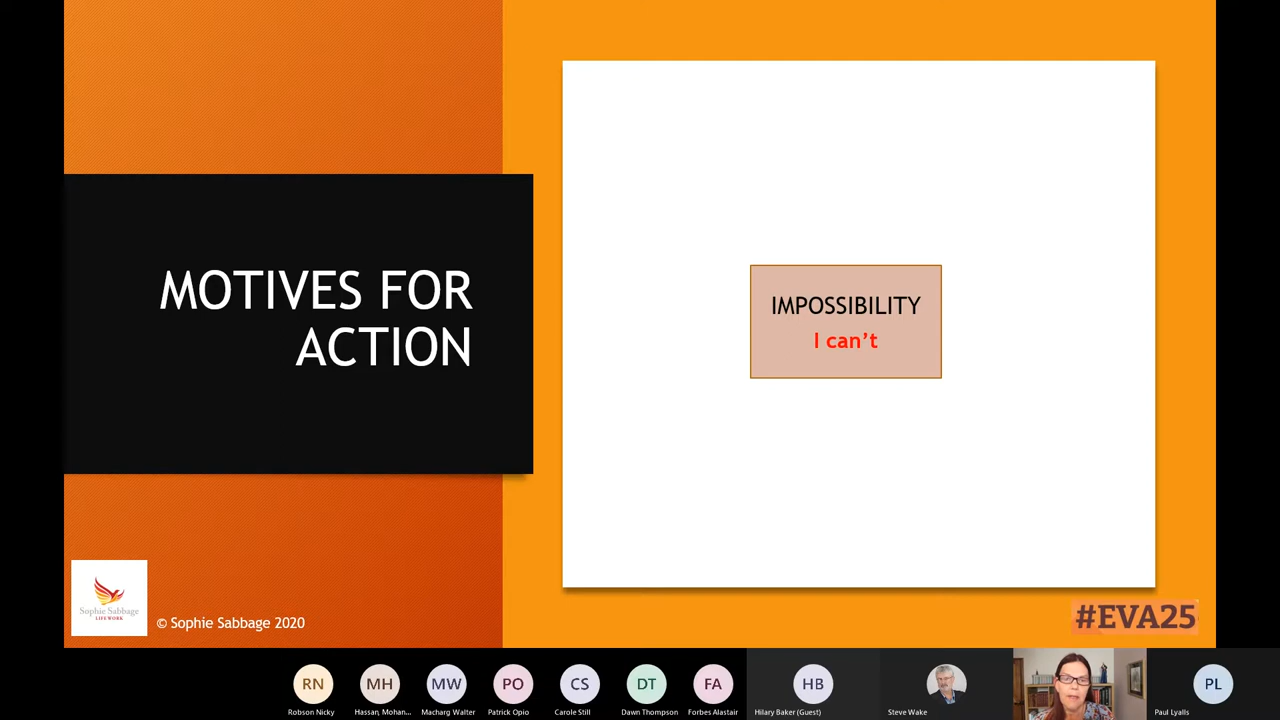 MOTIVES FOR
ACTION
IMPOSSIBILITY
I can’t
Sophie Sabbage
LIFEWORK
© Sophie Sabbage 2020
#EVA25
RN
MH
MW
PO
CS
DT
FA
HB
PL
Robson Nicky
Hassan, Mohan...
Macharg Walter
Patrick Opio
Carole Still
Dawn Thompson
Forbes Alastair
Hilary Baker (Guest)
Steve Wake
Paul Lyalls